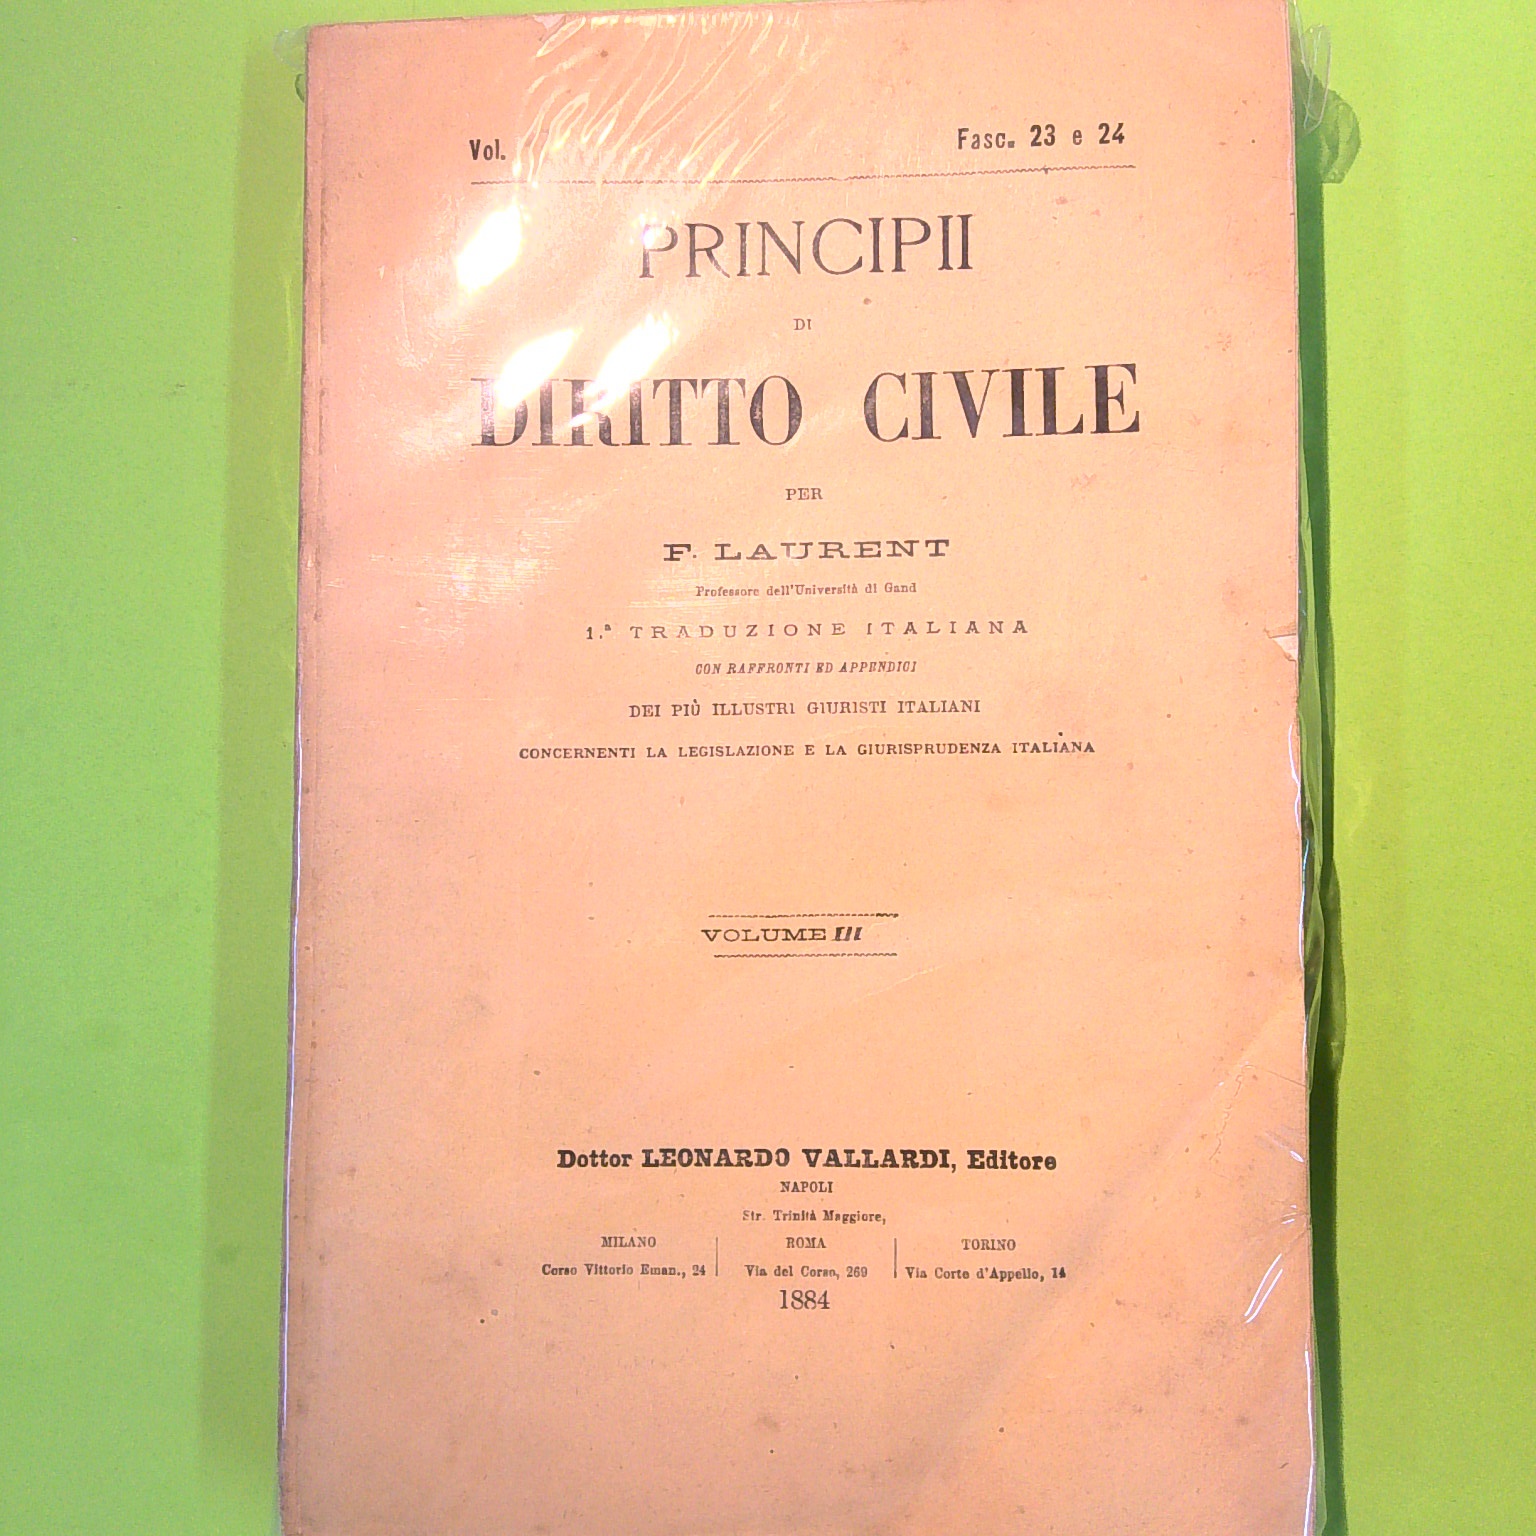 Vol. Fasc. 23 e 24
PRINCIPII
DI
DIRITTO CIVILE
PER
F. LAURENT
Professore dell'Università di Gand
1.ª TRADUZIONE ITALIANA
CON RAFFRONTI ED APPENDICI
DEI PIÙ ILLUSTRI GIURISTI ITALIANI
CONCERNENTI LA LEGISLAZIONE E LA GIURISPRUDENZA ITALIANA
VOLUME III
Dottor LEONARDO VALLARDI, Editore
NAPOLI
Str. Trinità Maggiore,
MILANO ROMA TORINO
Corso Vittorio Eman., 24 Via del Corso, 269 Via Corte d'Appello, 14
1884